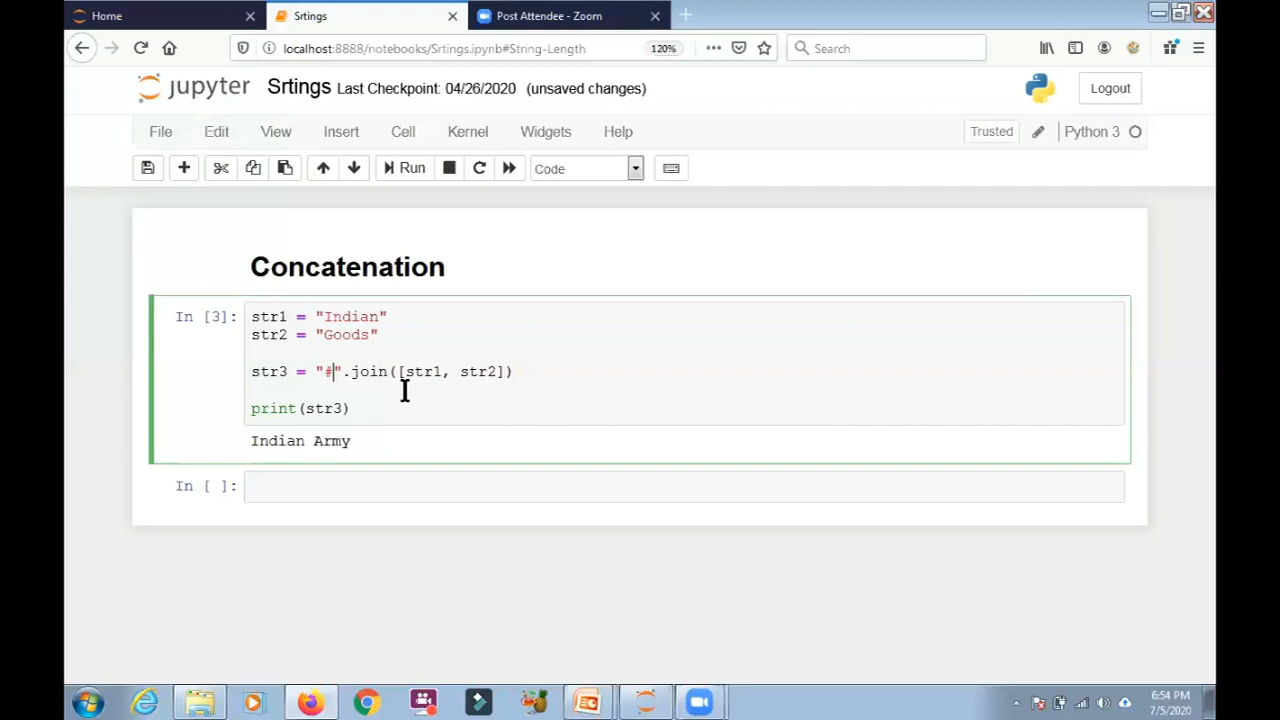 Home
Srtings
Post Attendee - Zoom
localhost:8888/notebooks/Srtings.ipynb#String-Length
120%
Search
jupyter Srtings Last Checkpoint: 04/26/2020 (unsaved changes)
Logout
File Edit View Insert Cell Kernel Widgets Help
Trusted
Python 3
Run
Code
Concatenation
In [3]:
str1 = "Indian"
str2 = "Goods"
str3 = "#".join([str1, str2])
print(str3)
Indian Army
In [ ]:
6:54 PM
7/5/2020